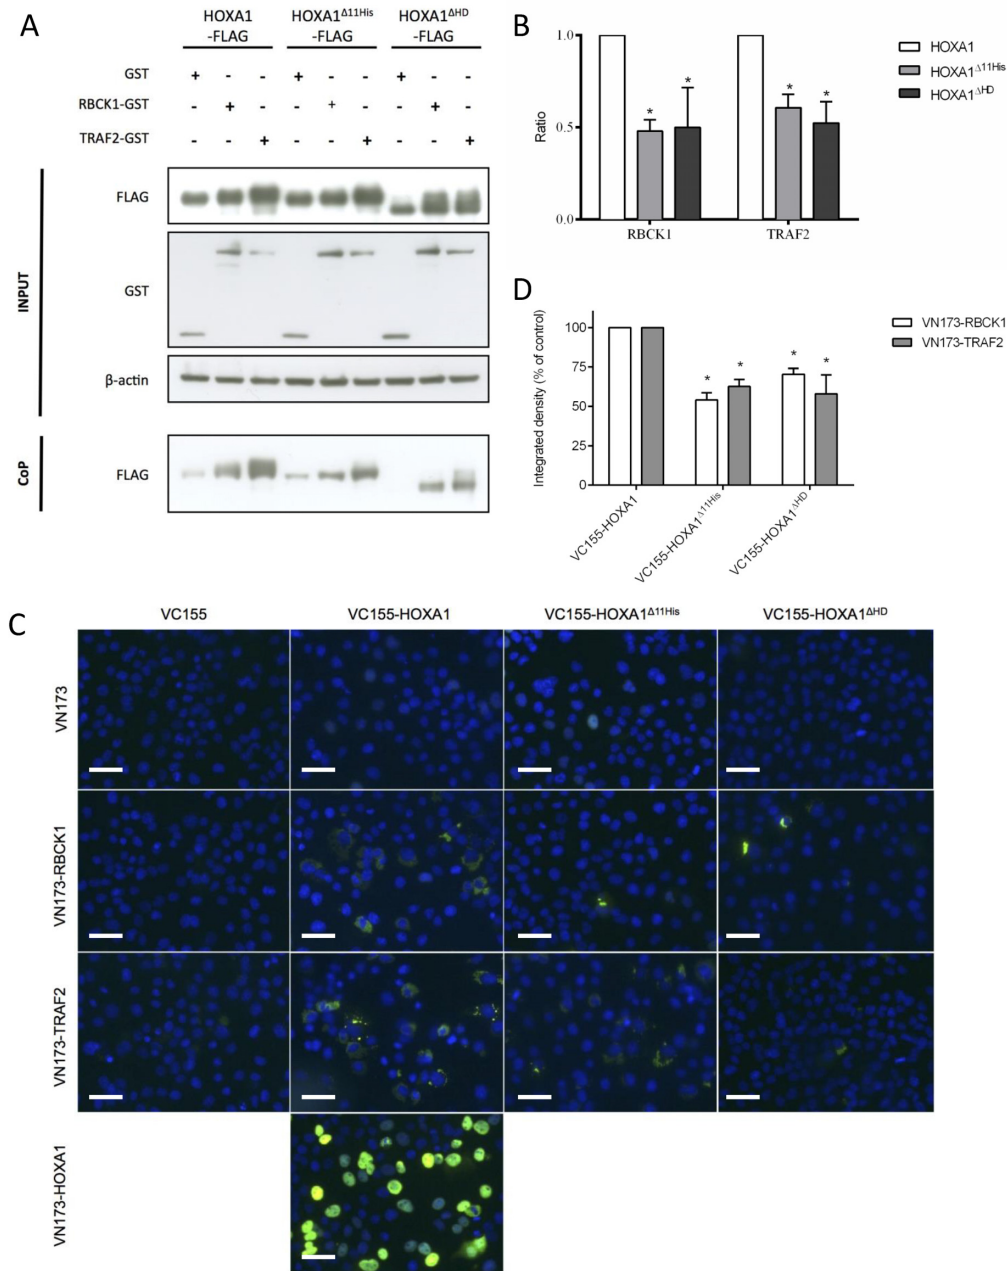 A
HOXA1 -FLAG
HOXA1Δ11His -FLAG
HOXA1ΔHD -FLAG
GST + - - + - - + - -
RBCK1-GST - + - - + - - + -
TRAF2-GST - - + - - + - - +
INPUT
FLAG
GST
β-actin
CoP
FLAG
B
Ratio
1.0
0.5
0.0
* * * *
RBCK1 TRAF2
HOXA1
HOXA1Δ11His
HOXA1ΔHD
D
Integrated density (% of control)
100
75
50
25
0
* * * *
VC155-HOXA1
VC155-HOXA1Δ11His
VC155-HOXA1ΔHD
VN173-RBCK1
VN173-TRAF2
C
VC155 VC155-HOXA1 VC155-HOXA1Δ11His VC155-HOXA1ΔHD
VN173
VN173-RBCK1
VN173-TRAF2
VN173-HOXA1